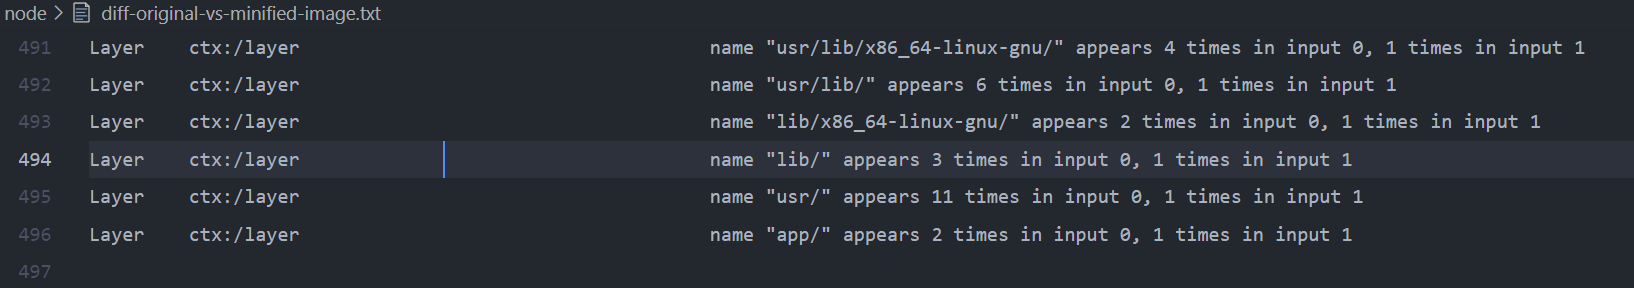 node > diff-original-vs-minified-image.txt
491 Layer ctx:/layer name "usr/lib/x86_64-linux-gnu/" appears 4 times in input 0, 1 times in input 1
492 Layer ctx:/layer name "usr/lib/" appears 6 times in input 0, 1 times in input 1
493 Layer ctx:/layer name "lib/x86_64-linux-gnu/" appears 2 times in input 0, 1 times in input 1
494 Layer ctx:/layer name "lib/" appears 3 times in input 0, 1 times in input 1
495 Layer ctx:/layer name "usr/" appears 11 times in input 0, 1 times in input 1
496 Layer ctx:/layer name "app/" appears 2 times in input 0, 1 times in input 1
497